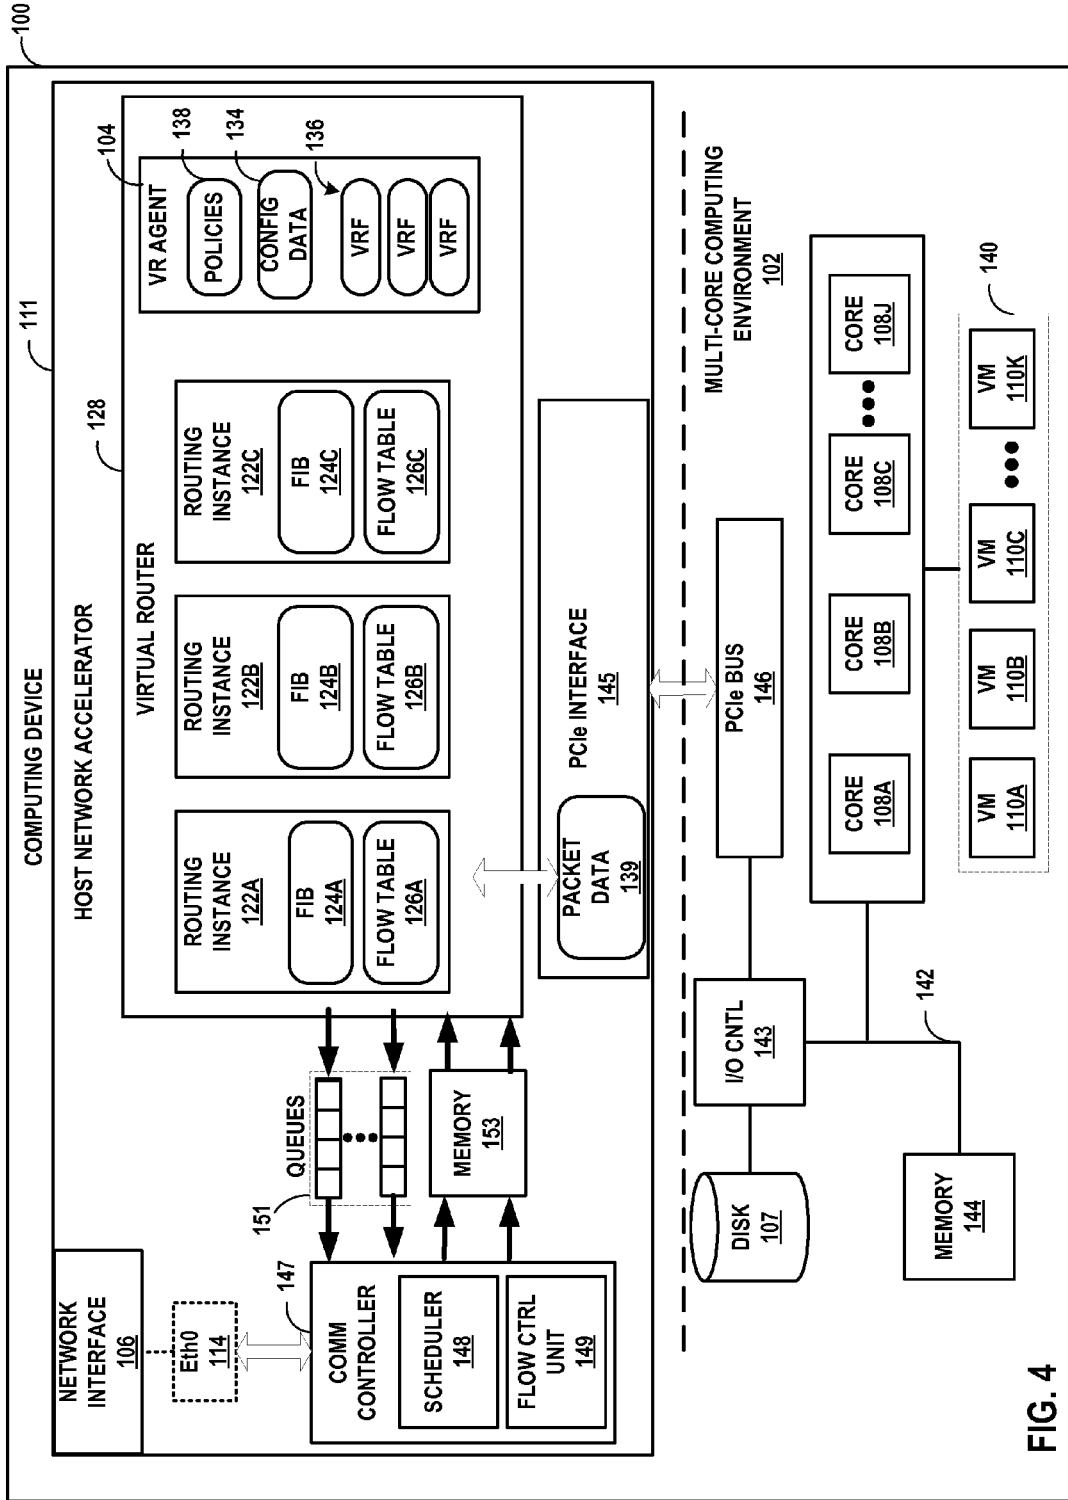 100
COMPUTING DEVICE
111
HOST NETWORK ACCELERATOR
128
VIRTUAL ROUTER
NETWORK
INTERFACE
106
Eth0
114
147
COMM
CONTROLLER
SCHEDULER
148
FLOW CTRL
UNIT
149
151
QUEUES
MEMORY
153
ROUTING
INSTANCE
122A
FIB
124A
FLOW TABLE
126A
ROUTING
INSTANCE
122B
FIB
124B
FLOW TABLE
126B
ROUTING
INSTANCE
122C
FIB
124C
FLOW TABLE
126C
104
VR AGENT
138
POLICIES
134
CONFIG
DATA
136
VRF
VRF
VRF
PACKET
DATA
139
PCIe INTERFACE
145
MULTI-CORE COMPUTING
ENVIRONMENT
102
PCIe BUS
146
DISK
107
I/O CNTL
143
142
MEMORY
144
CORE
108A
CORE
108B
CORE
108C
CORE
108J
140
VM
110A
VM
110B
VM
110C
VM
110K
FIG. 4